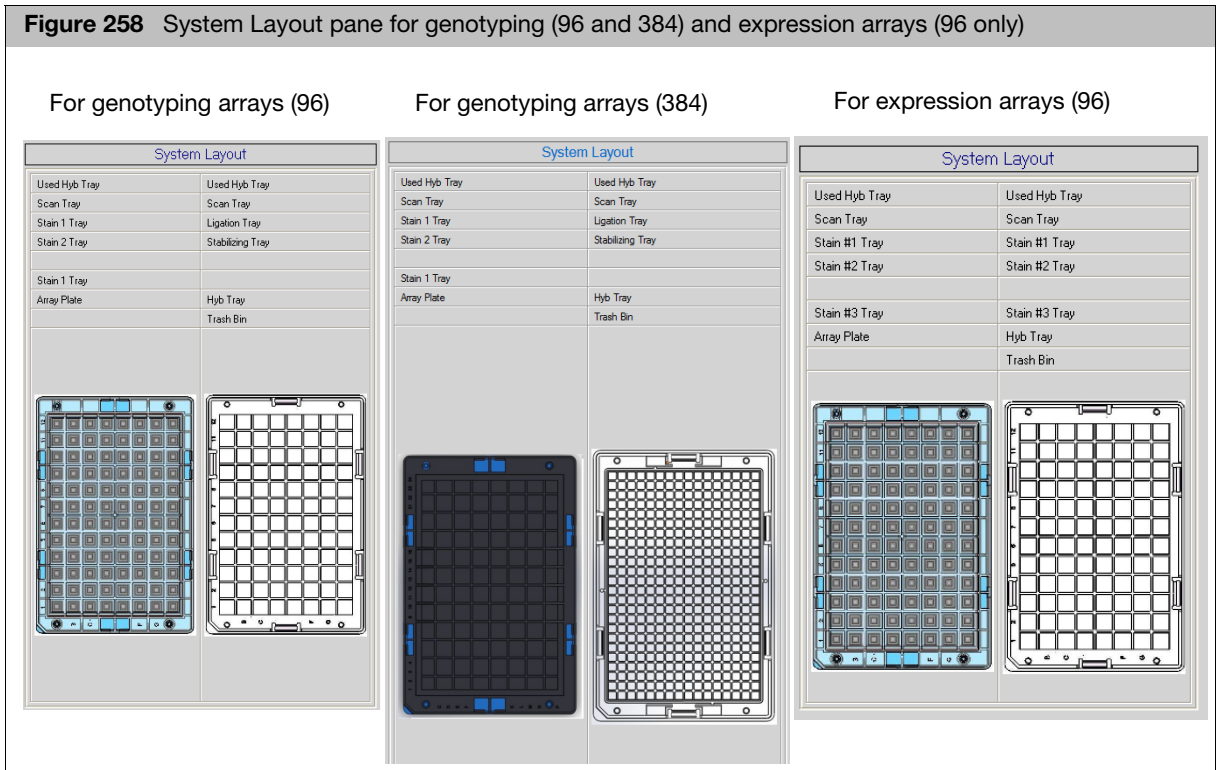 Figure 258 System Layout pane for genotyping (96 and 384) and expression arrays (96 only)
For genotyping arrays (96)
System Layout
Used Hyb Tray Used Hyb Tray
Scan Tray Scan Tray
Stain 1 Tray Ligation Tray
Stain 2 Tray Stabilizing Tray
Stain 1 Tray
Array Plate Hyb Tray
Trash Bin
For genotyping arrays (384)
System Layout
Used Hyb Tray Used Hyb Tray
Scan Tray Scan Tray
Stain 1 Tray Ligation Tray
Stain 2 Tray Stabilizing Tray
Stain 1 Tray
Array Plate Hyb Tray
Trash Bin
For expression arrays (96)
System Layout
Used Hyb Tray Used Hyb Tray
Scan Tray Scan Tray
Stain #1 Tray Stain #1 Tray
Stain #2 Tray Stain #2 Tray
Stain #3 Tray Stain #3 Tray
Array Plate Hyb Tray
Trash Bin